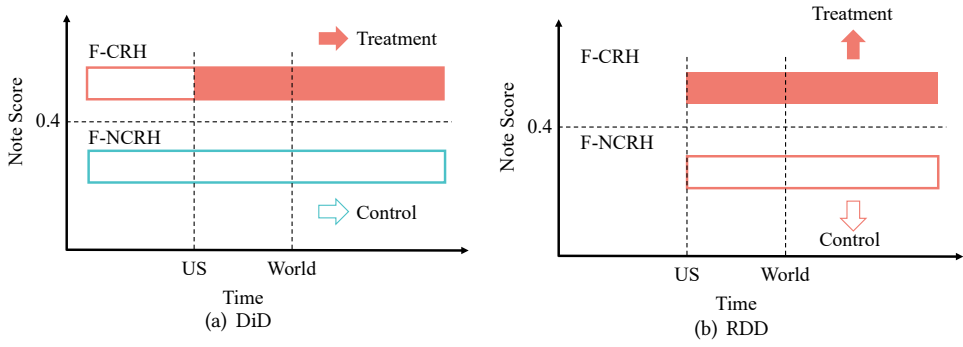 Note Score
0.4
F-CRH
F-NCRH
Treatment
Control
US
World
Time
(a) DiD
Note Score
0.4
F-CRH
F-NCRH
Treatment
Control
US
World
Time
(b) RDD